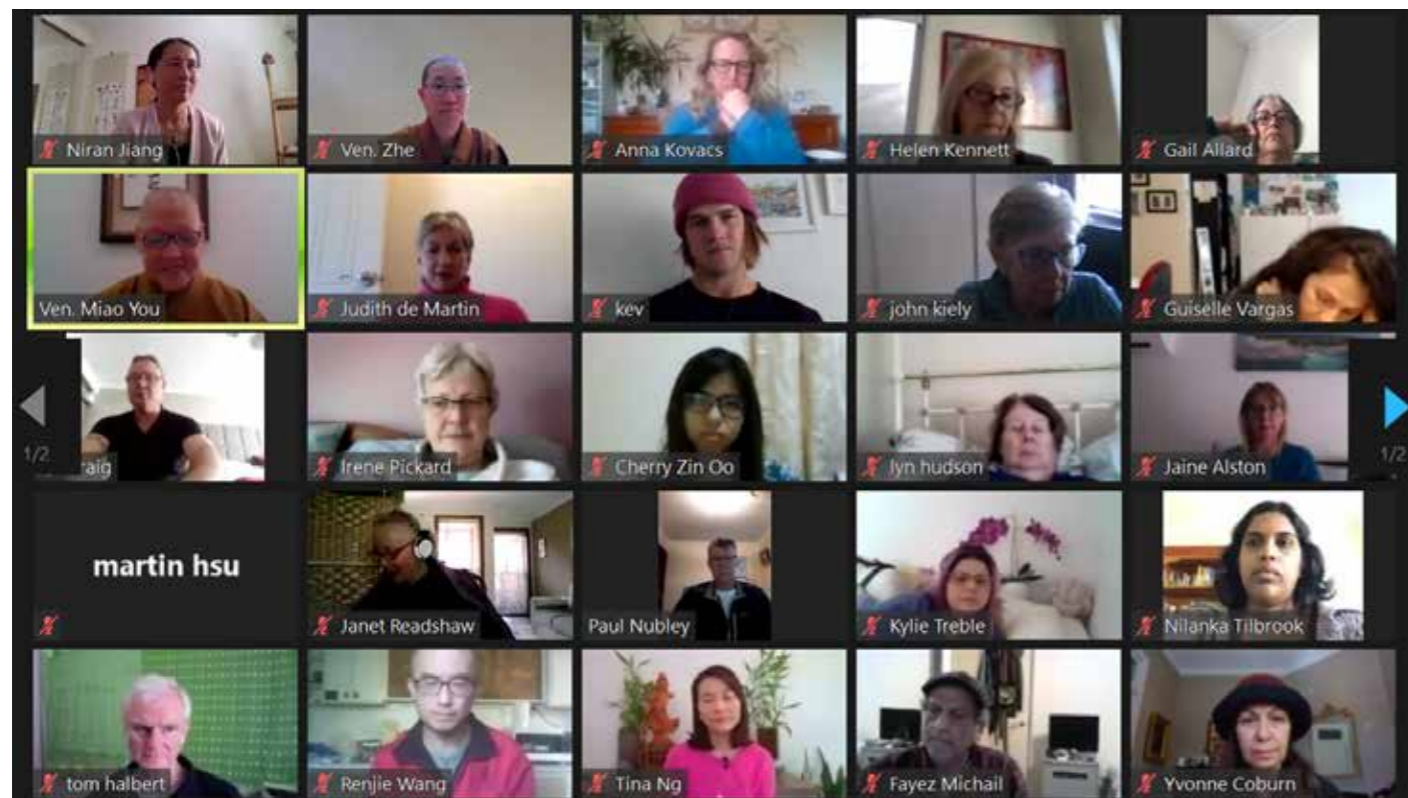 Niran Jiang
Ven. Zhe
Anna Kovacs
Helen Kennett
Gail Allard
Ven. Miao You
Judith de Martin
kev
john kiely
Guiselle Vargas
1/2
raig
Irene Pickard
Cherry Zin Oo
lyn hudson
Jaine Alston
1/2
martin hsu
Janet Readshaw
Paul Nubley
Kylie Treble
Nilanka Tilbrook
tom halbert
Renjie Wang
Tina Ng
Fayez Michail
Yvonne Coburn